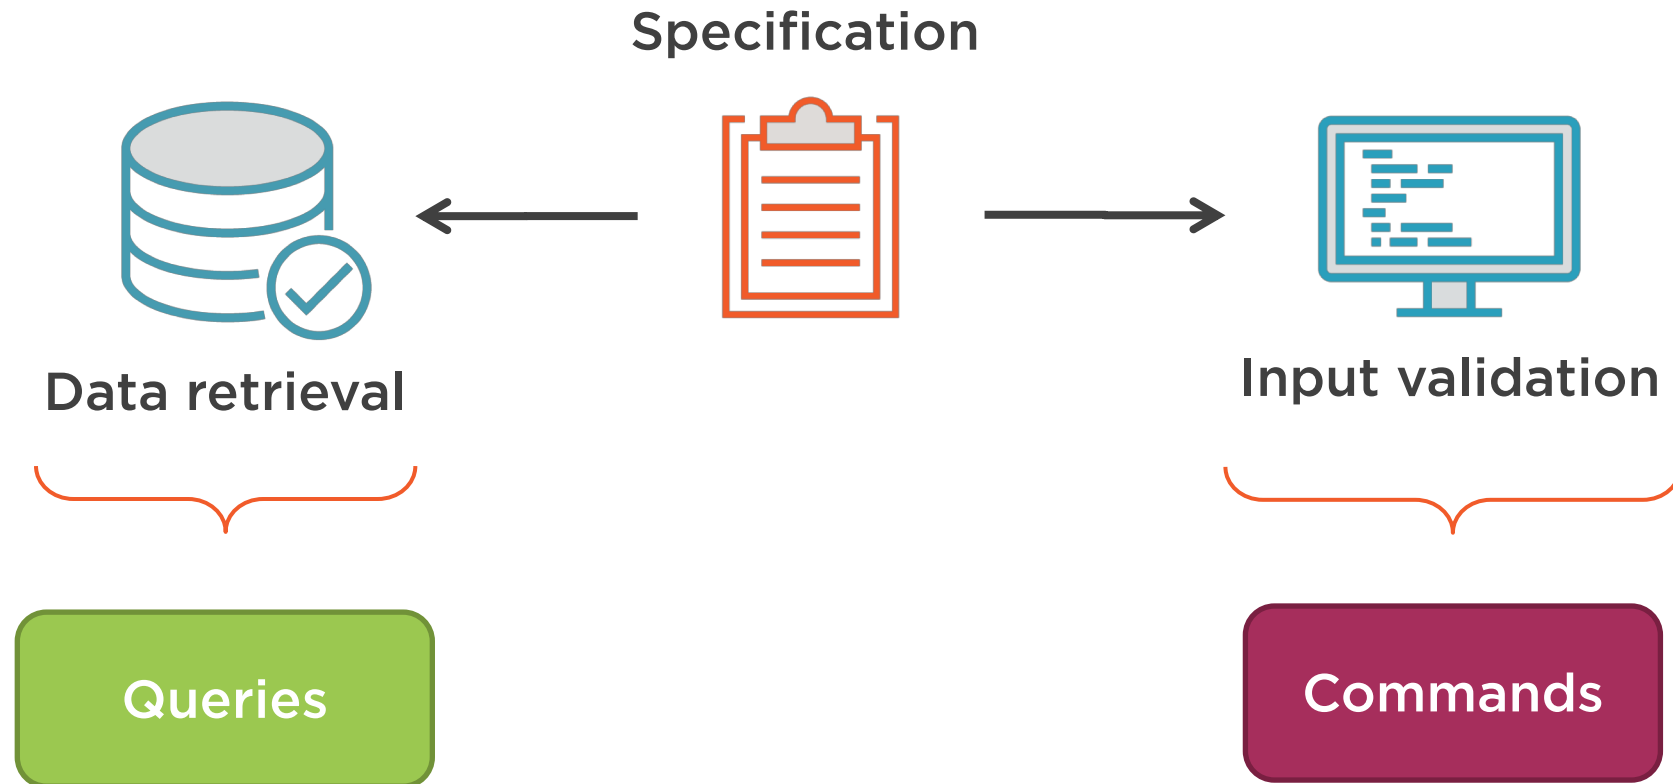 Specification
Data retrieval
Input validation
Queries
Commands